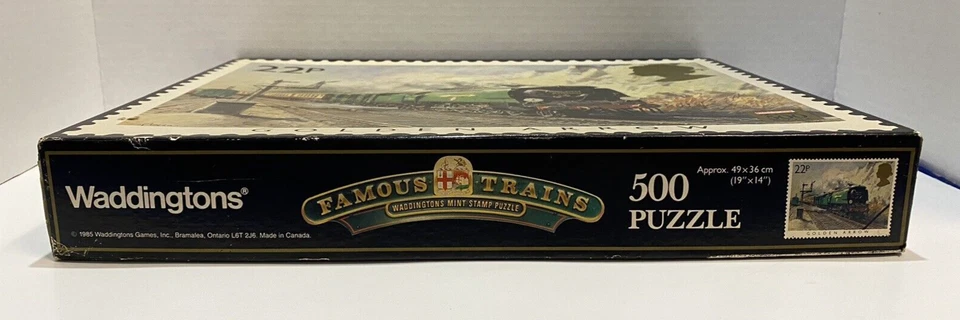 22P
GOLDEN ARROW
Waddingtons®
© 1985 Waddingtons Games, Inc., Bramalea, Ontario L6T 2J6. Made in Canada.
FAMOUS TRAINS
WADDINGTONS MINT STAMP PUZZLE
500
PUZZLE
Approx. 49×36 cm
(19"×14")
22P
GOLDEN ARROW